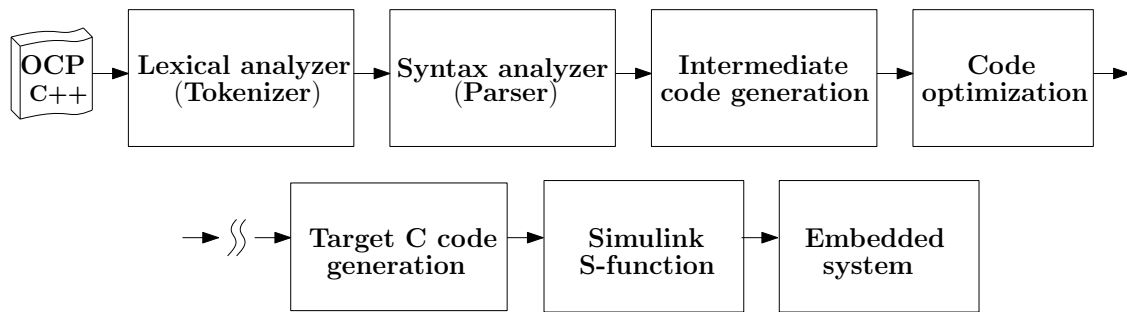 OCP
C++
Lexical analyzer
(Tokenizer)
Syntax analyzer
(Parser)
Intermediate
code generation
Code
optimization
Target C code
generation
Simulink
S-function
Embedded
system